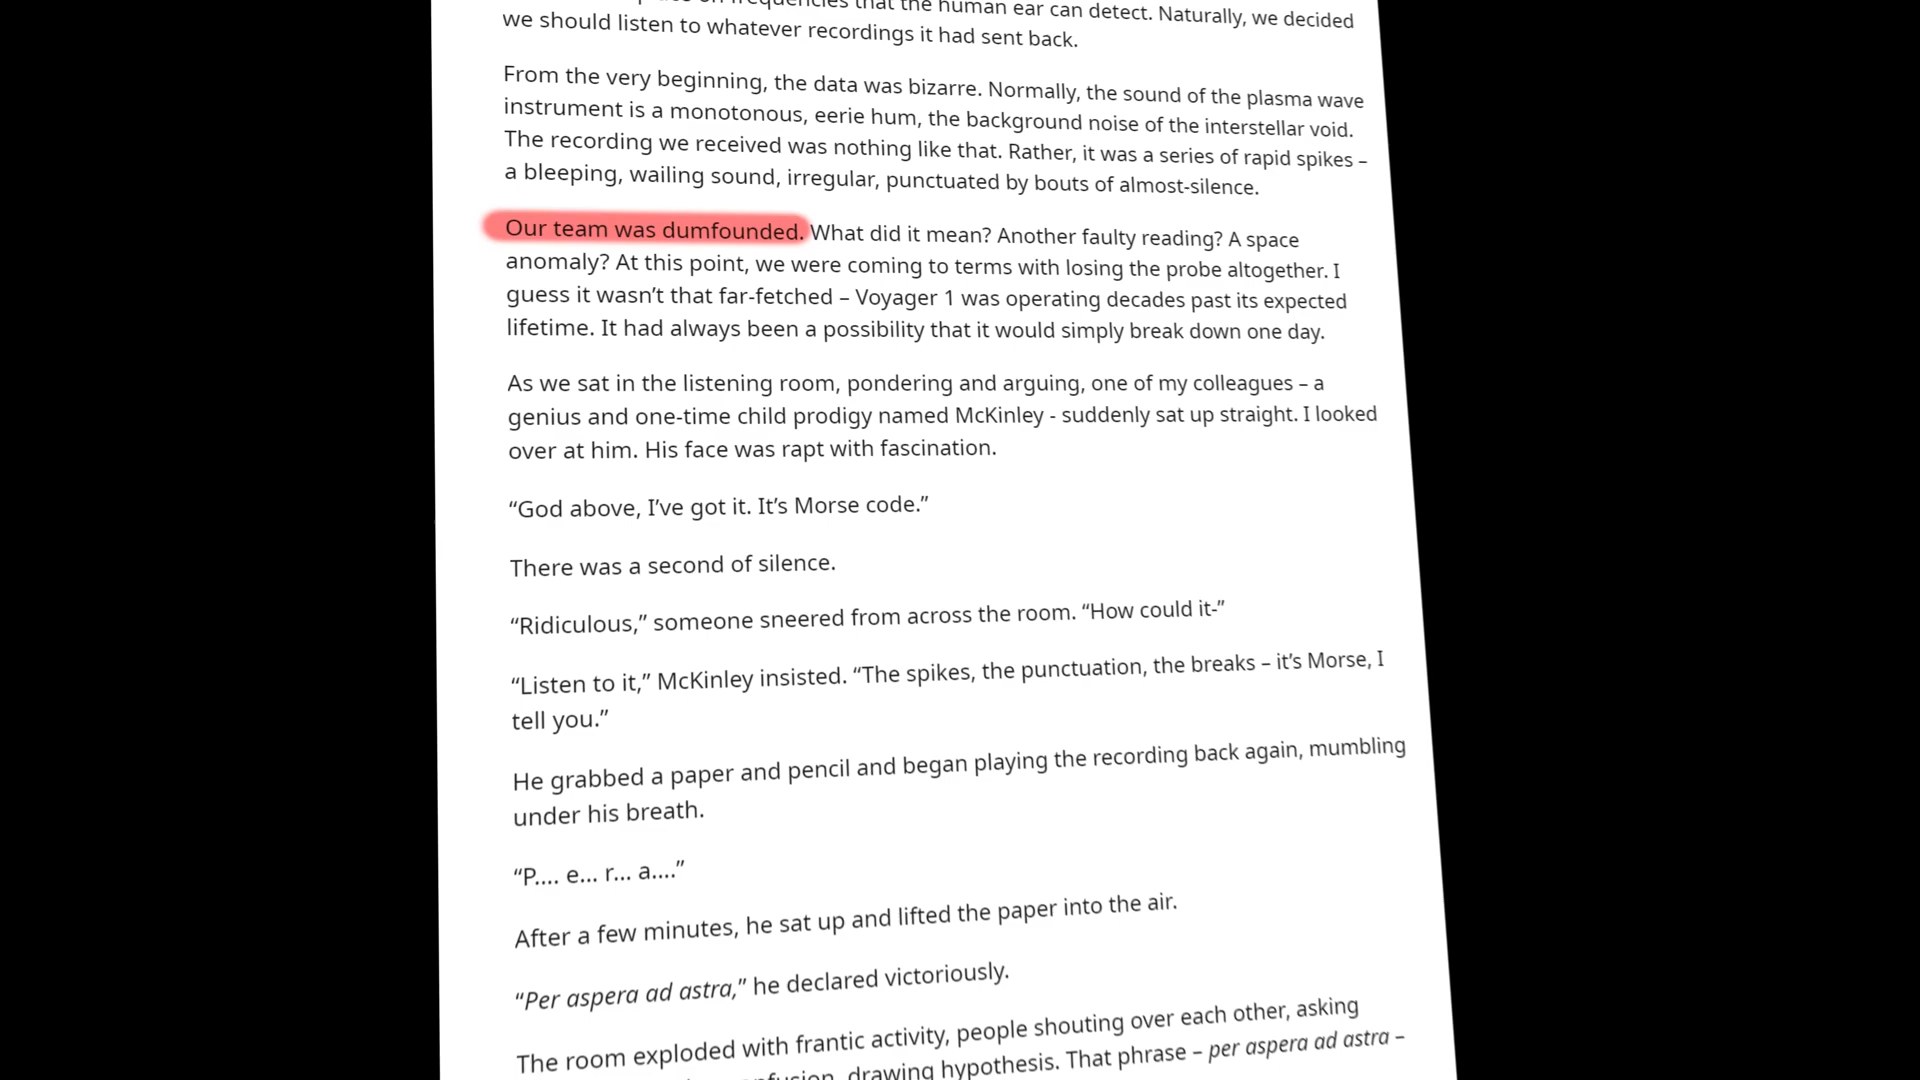 frequencies that the human ear can detect. Naturally, we decided
we should listen to whatever recordings it had sent back.
From the very beginning, the data was bizarre. Normally, the sound of the plasma wave
instrument is a monotonous, eerie hum, the background noise of the interstellar void.
The recording we received was nothing like that. Rather, it was a series of rapid spikes –
a bleeping, wailing sound, irregular, punctuated by bouts of almost-silence.
Our team was dumfounded. What did it mean? Another faulty reading? A space
anomaly? At this point, we were coming to terms with losing the probe altogether. I
guess it wasn’t that far-fetched – Voyager 1 was operating decades past its expected
lifetime. It had always been a possibility that it would simply break down one day.
As we sat in the listening room, pondering and arguing, one of my colleagues – a
genius and one-time child prodigy named McKinley - suddenly sat up straight. I looked
over at him. His face was rapt with fascination.
“God above, I’ve got it. It’s Morse code.”
There was a second of silence.
“Ridiculous,” someone sneered from across the room. “How could it-”
“Listen to it,” McKinley insisted. “The spikes, the punctuation, the breaks – it’s Morse, I
tell you.”
He grabbed a paper and pencil and began playing the recording back again, mumbling
under his breath.
“P…. e… r… a….”
After a few minutes, he sat up and lifted the paper into the air.
“Per aspera ad astra,” he declared victoriously.
The room exploded with frantic activity, people shouting over each other, asking
drawing hypothesis. That phrase – per aspera ad astra –